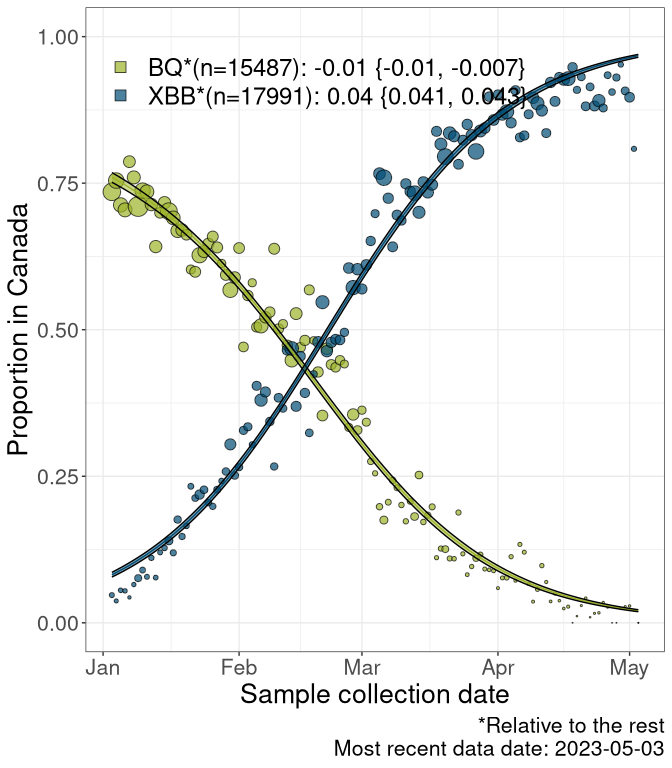 1.00
BQ*(n=15487): -0.01 {-0.01, -0.007}
XBB*(n=17991): 0.04 {0.041, 0.043}
0.75
0.50
0.25
0.00
Proportion in Canada
Jan Feb Mar Apr May
Sample collection date
*Relative to the rest
Most recent data date: 2023-05-03